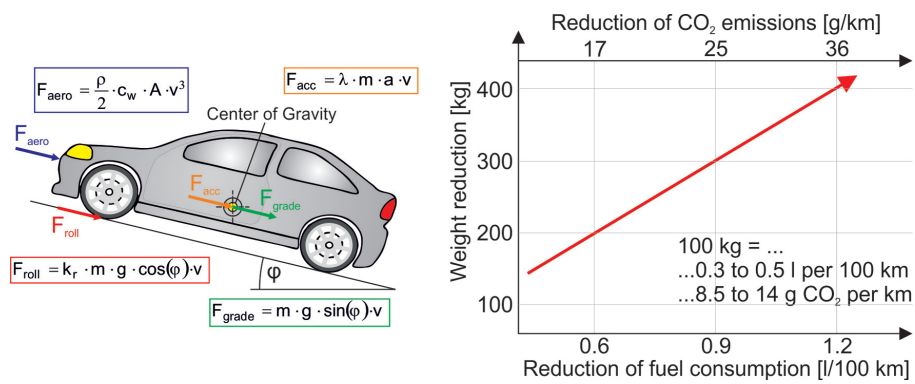 F_aero = ρ/2 · c_w · A · v³
F_acc = λ · m · a · v
Center of Gravity
F_aero
F_acc
F_grade
F_roll
F_roll = k_r · m · g · cos(φ) · v
φ
F_grade = m · g · sin(φ) · v
Reduction of CO₂ emissions [g/km]
17 25 36
Weight reduction [kg]
400
300
200
100
100 kg = ...
...0.3 to 0.5 l per 100 km
...8.5 to 14 g CO₂ per km
0.6 0.9 1.2
Reduction of fuel consumption [l/100 km]